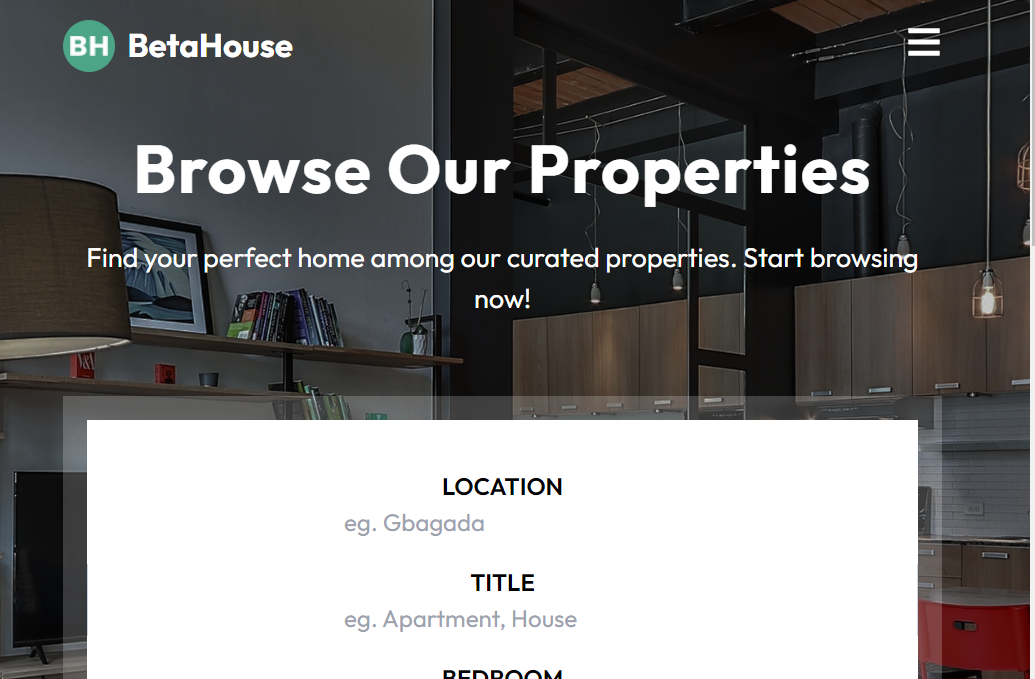 BH BetaHouse
Browse Our Properties
Find your perfect home among our curated properties. Start browsing
now!
LOCATION
eg. Gbagada
TITLE
eg. Apartment, House
BEDROOM